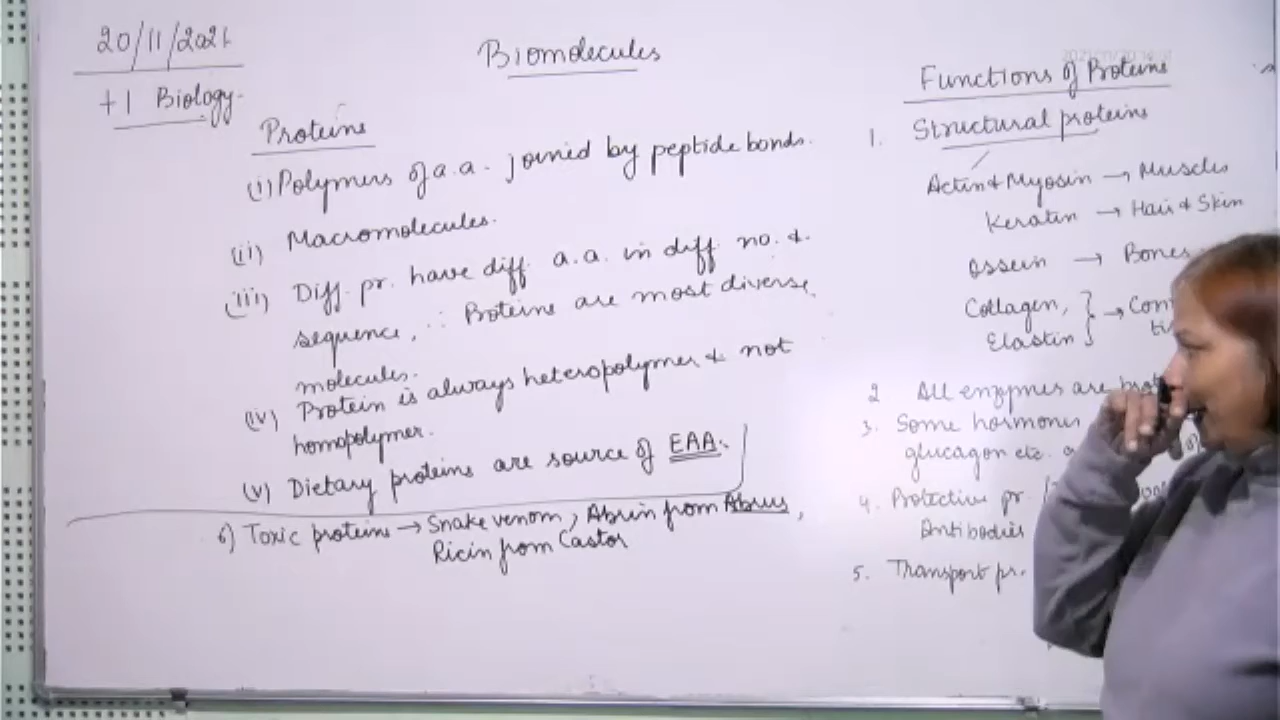 20/11/2021
+1 Biology.
Biomolecules
Proteins
(i) Polymers of a.a. joined by peptide bonds.
(ii) Macromolecules.
(iii) Diff. pr. have diff. a.a. in diff no. &
sequence, ∴ Proteins are most diverse
molecules.
(iv) Protein is always heteropolymer & not
homopolymer.
(v) Dietary proteins are source of EAA.
Functions of Proteins
1. Structural proteins
Actin & Myosin → Muscles
Keratin → Hair & Skin
Ossein → Bones
Collagen, } →
Elastin
2 All enzymes are
3. Some hormones
glucagon etc.
4. Protective pr.
Antibodies
5. Transport pr.
6) Toxic proteins → Snake venom, Abrin from Abrus,
Ricin from Castor